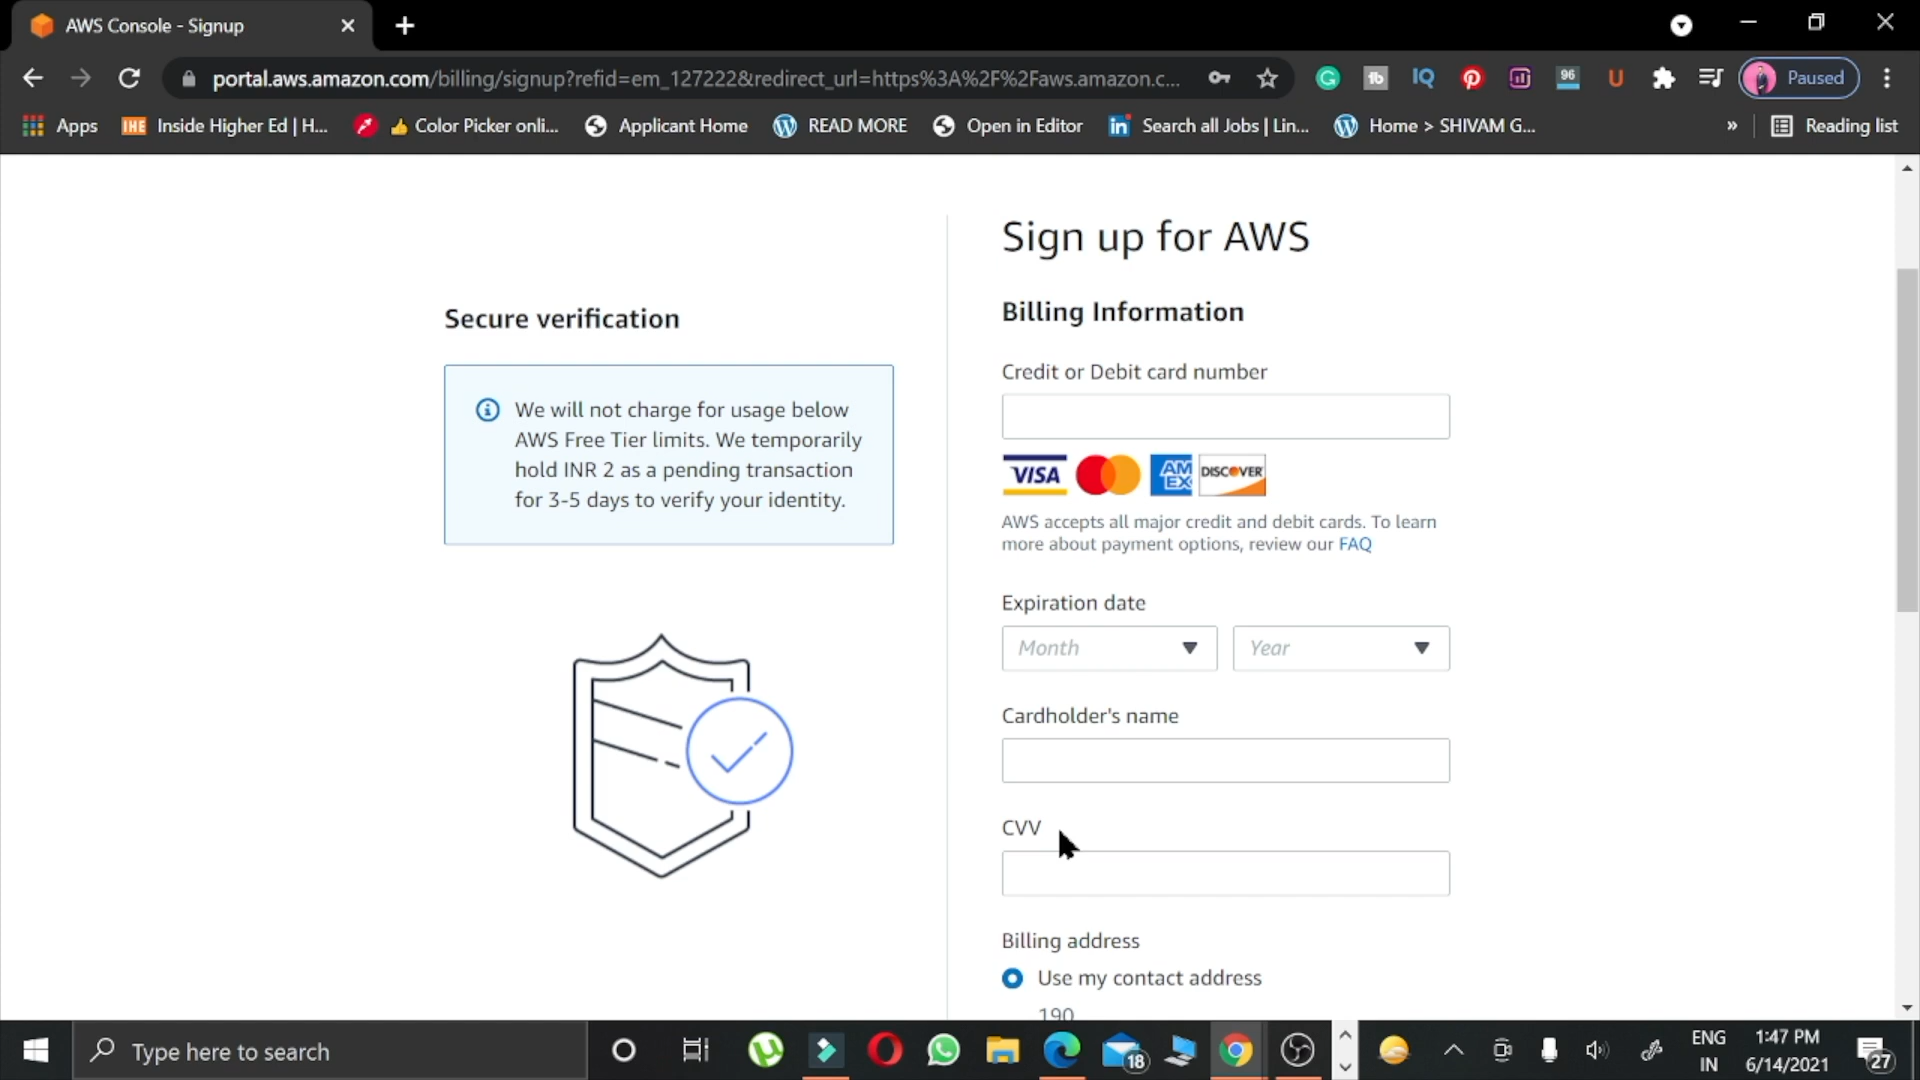 AWS Console - Signup
portal.aws.amazon.com/billing/signup?refid=em_127222&redirect_url=https%3A%2F%2Faws.amazon.c...
96
Paused
Apps
IHE Inside Higher Ed | H...
👍 Color Picker onli...
Applicant Home
READ MORE
Open in Editor
in Search all Jobs | Lin...
Home > SHIVAM G...
»
Reading list
Sign up for AWS
Secure verification
Billing Information
We will not charge for usage below
AWS Free Tier limits. We temporarily
hold INR 2 as a pending transaction
for 3-5 days to verify your identity.
Credit or Debit card number
VISA
AM
EX
DISCOVER
AWS accepts all major credit and debit cards. To learn
more about payment options, review our FAQ
Expiration date
Month
Year
Cardholder's name
CVV
Billing address
Use my contact address
190
Type here to search
18
ENG
IN
1:47 PM
6/14/2021
27